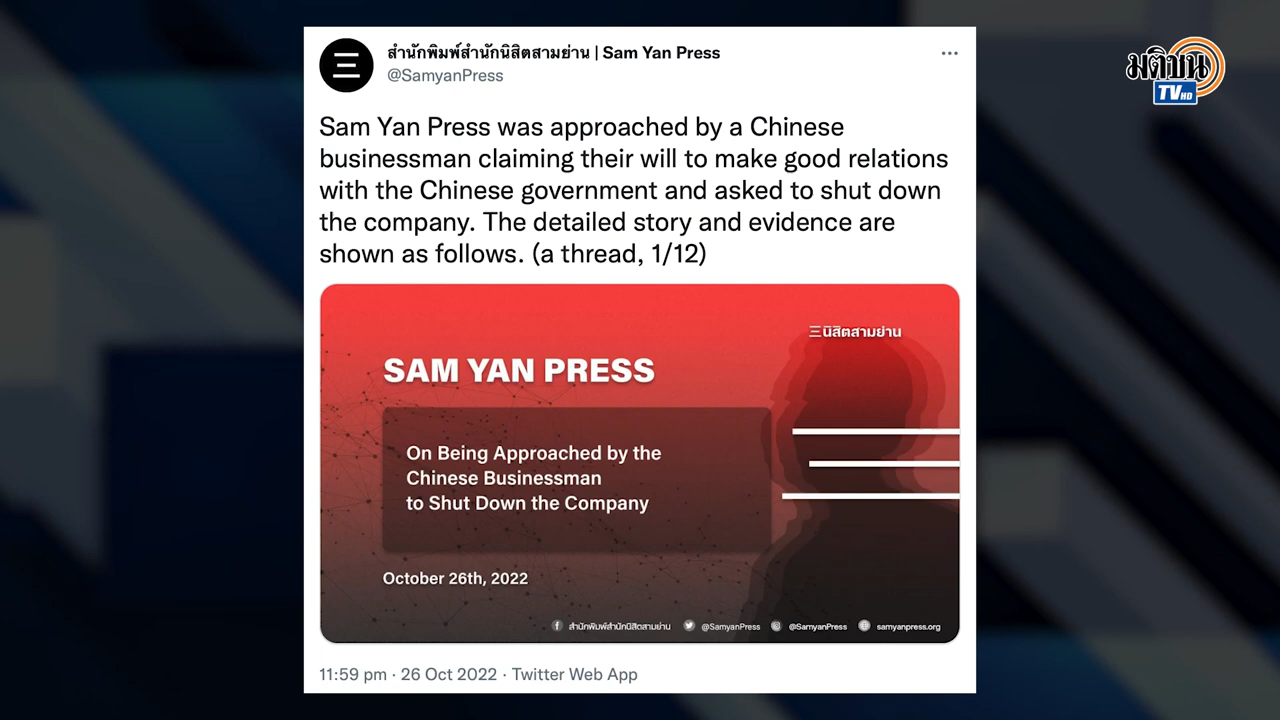 สำนักพิมพ์สำนักนิสิตสามย่าน | Sam Yan Press
@SamyanPress
มติชน
TV HD
Sam Yan Press was approached by a Chinese
businessman claiming their will to make good relations
with the Chinese government and asked to shut down
the company. The detailed story and evidence are
shown as follows. (a thread, 1/12)
三นิสิตสามย่าน
SAM YAN PRESS
On Being Approached by the
Chinese Businessman
to Shut Down the Company
October 26th, 2022
สำนักพิมพ์สำนักนิสิตสามย่าน @SamyanPress @SamyanPress samyanpress.org
11:59 pm · 26 Oct 2022 · Twitter Web App